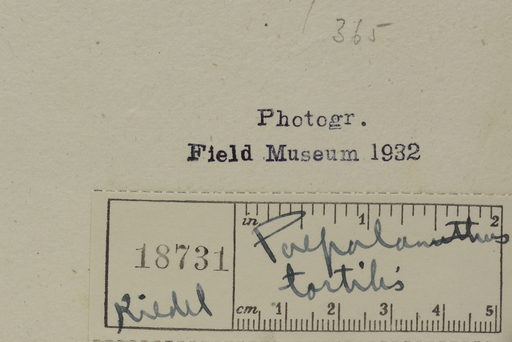 365
Photogr.
Field Museum 1932
in. 1 2
18731
Paepalanthus
tortilis
Riedel
cm 1 2 3 4 5